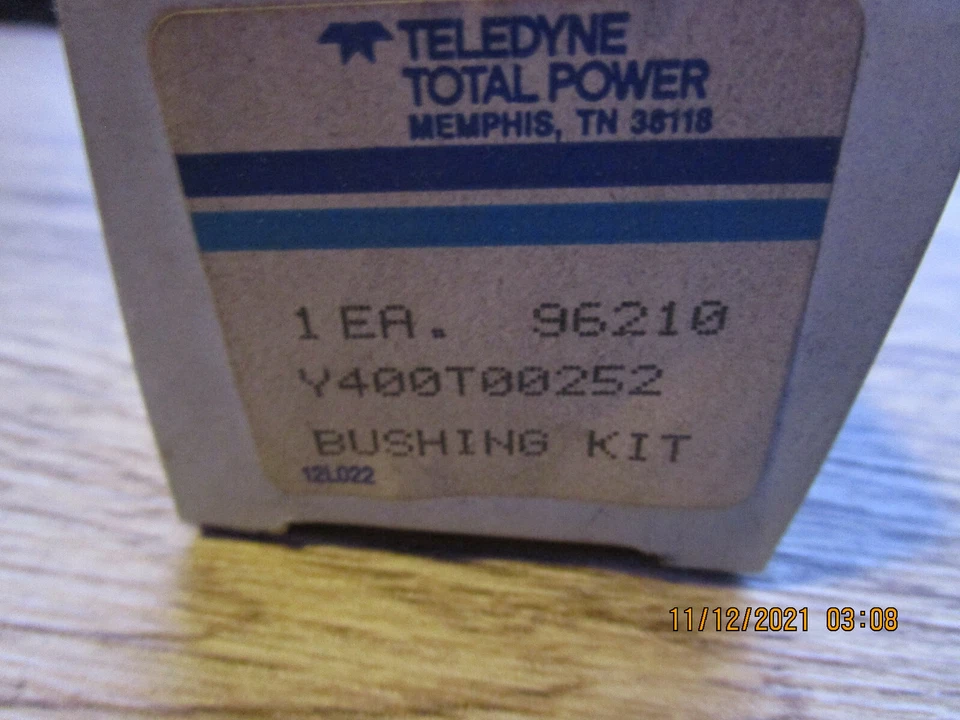 TELEDYNE
TOTAL POWER
MEMPHIS, TN 38118
1 EA. 96210
Y400T00252
BUSHING KIT
12L022
11/12/2021 03:08